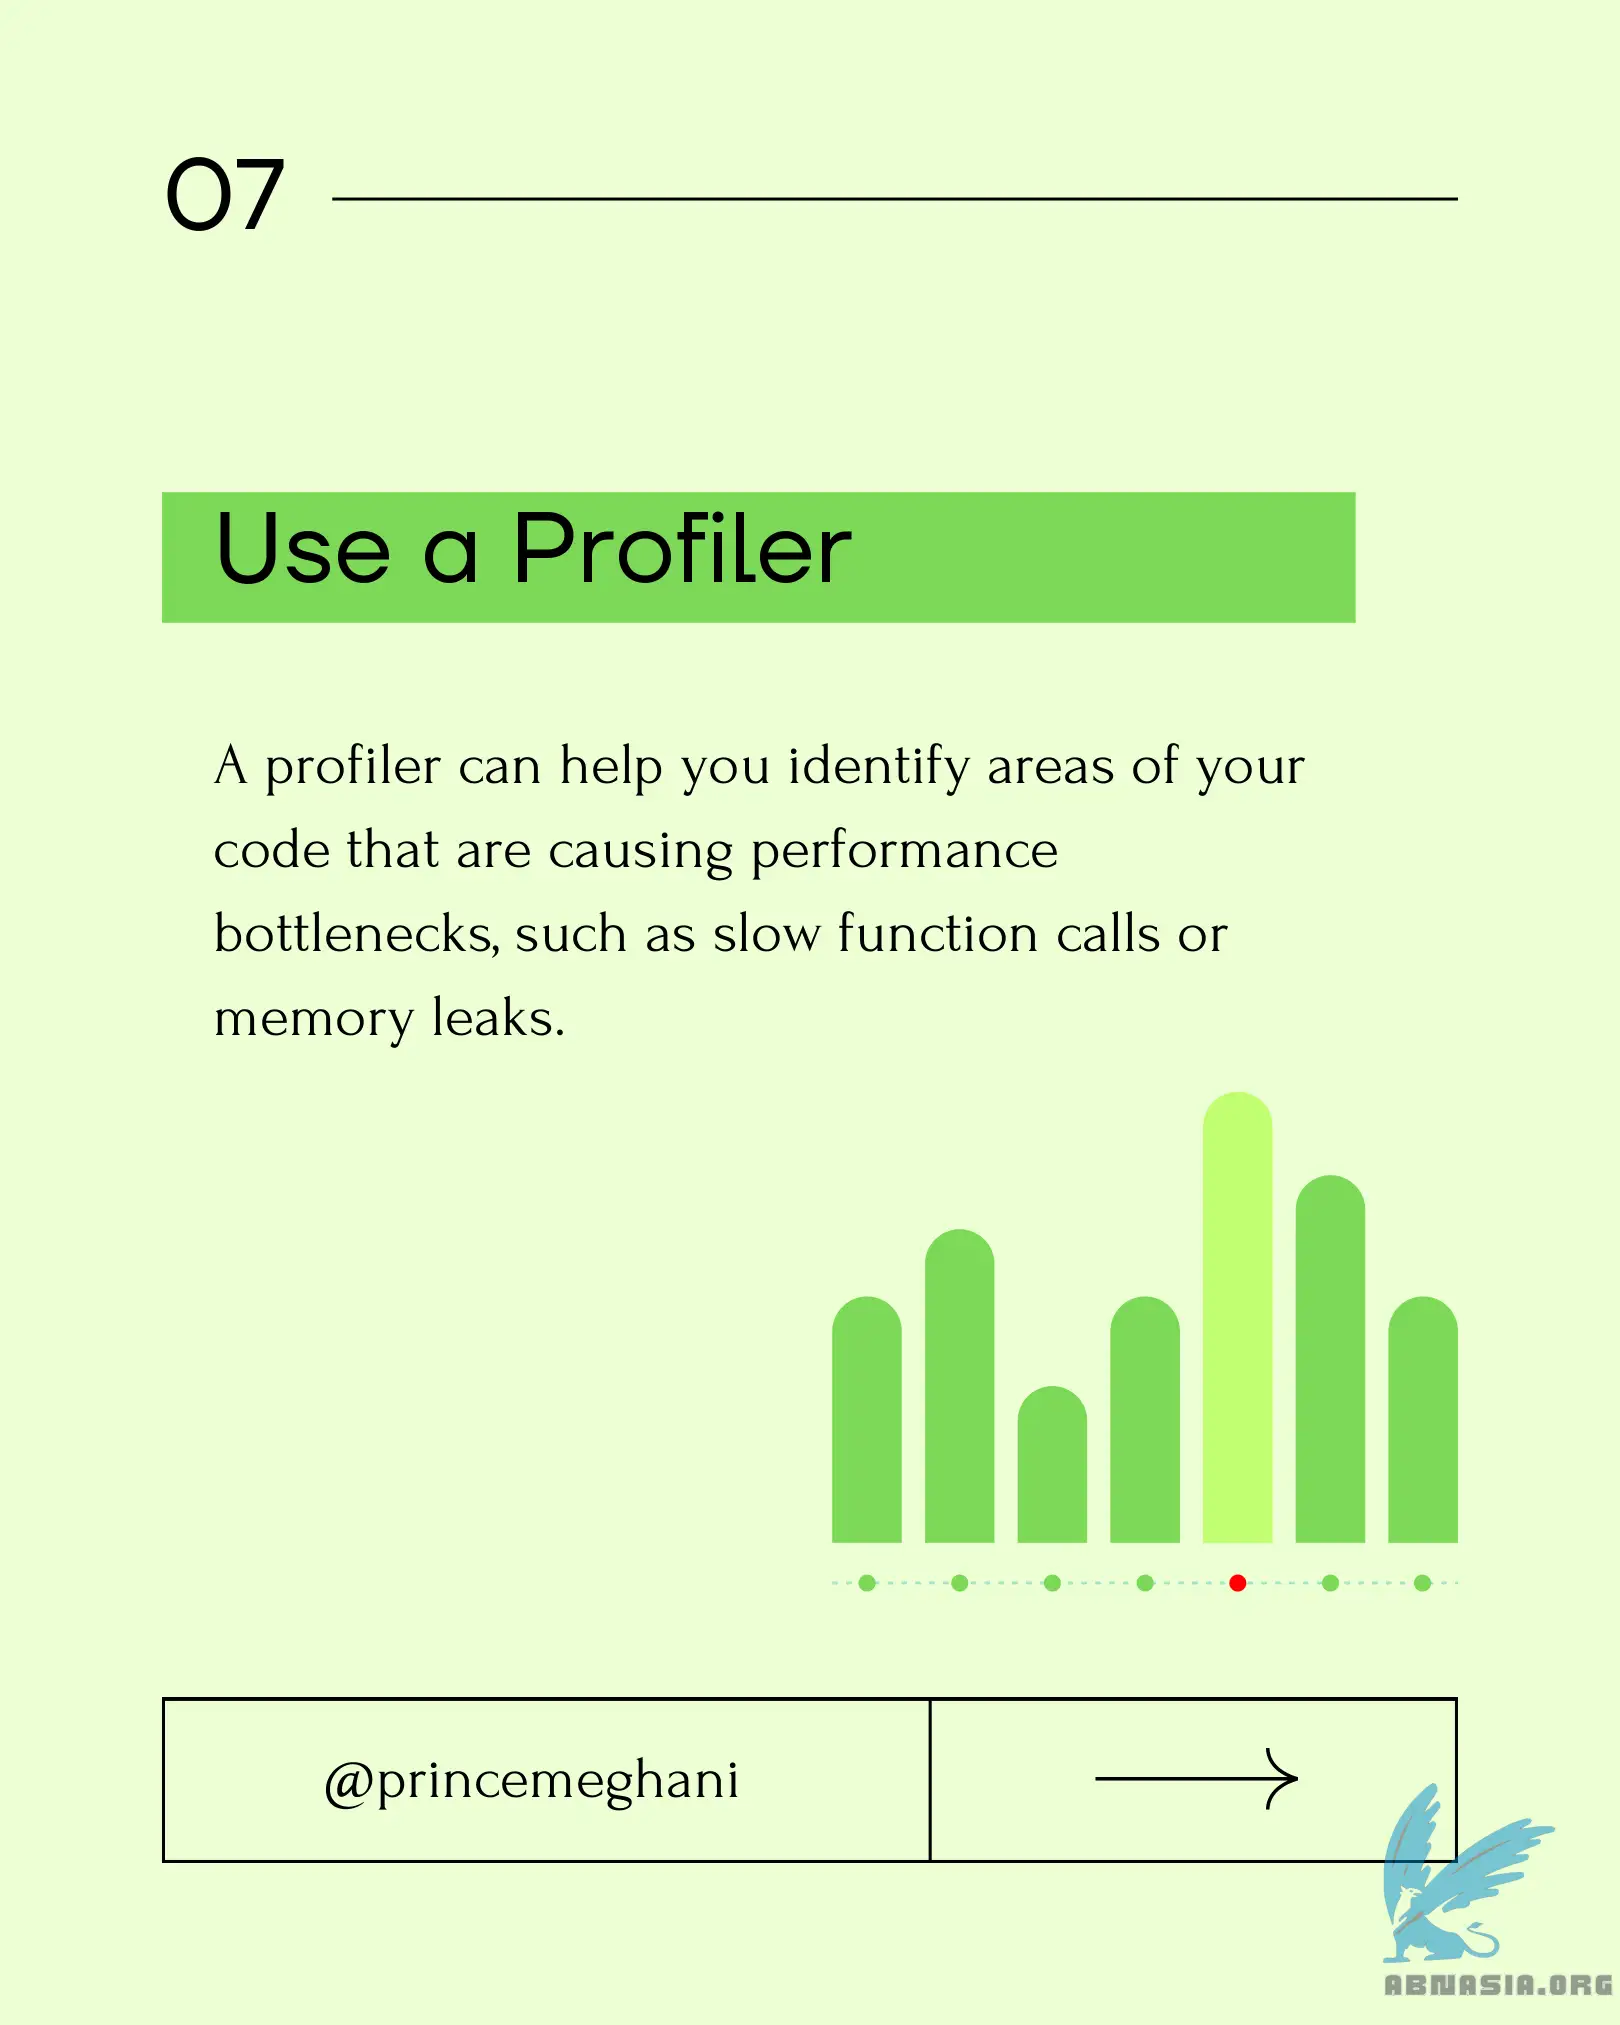 07
Use a Profiler
A profiler can help you identify areas of your
code that are causing performance
bottlenecks, such as slow function calls or
memory leaks.
@princemeghani
ABNASIA.ORG